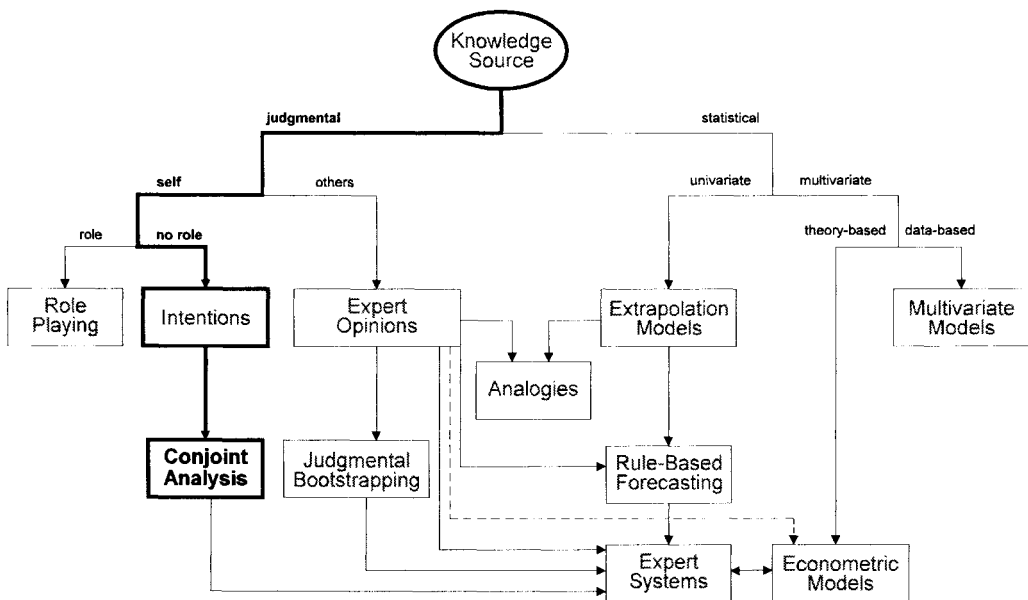 Knowledge
Source
judgmental
statistical
self
others
univariate
multivariate
role
no role
theory-based
data-based
Role
Playing
Intentions
Expert
Opinions
Extrapolation
Models
Multivariate
Models
Analogies
Conjoint
Analysis
Judgmental
Bootstrapping
Rule-Based
Forecasting
Expert
Systems
Econometric
Models